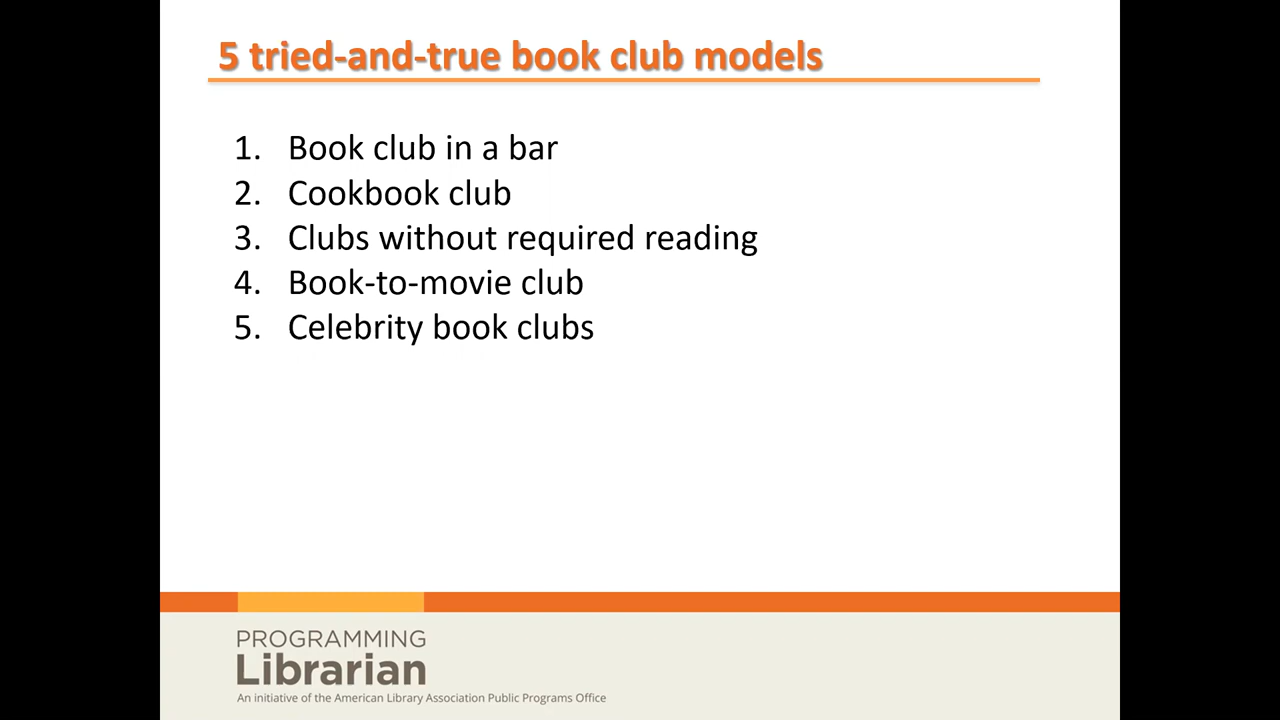 5 tried-and-true book club models
1. Book club in a bar
2. Cookbook club
3. Clubs without required reading
4. Book-to-movie club
5. Celebrity book clubs
PROGRAMMING
Librarian
An initiative of the American Library Association Public Programs Office